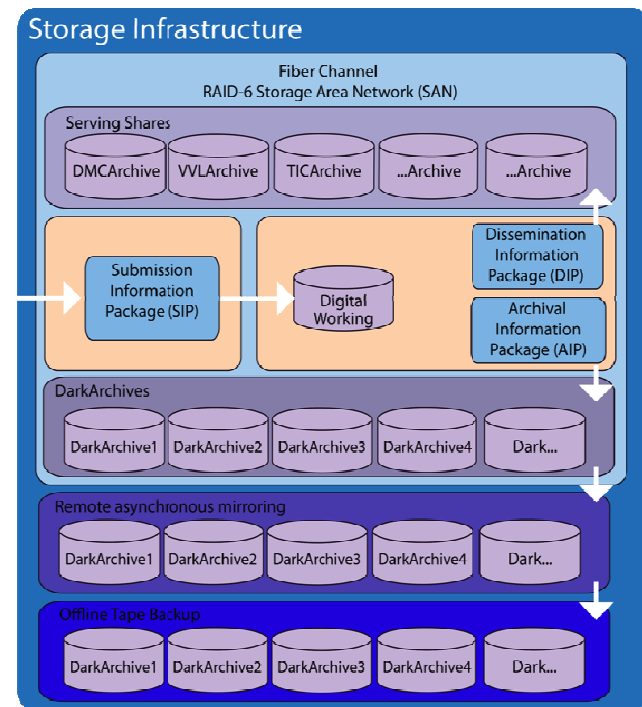 Storage Infrastructure
Fiber Channel
RAID-6 Storage Area Network (SAN)
Serving Shares
DMCArchive
VVLArchive
TICArchive
...Archive
...Archive
Submission
Information
Package (SIP)
Digital
Working
Dissemination
Information
Package (DIP)
Archival
Information
Package (AIP)
DarkArchives
DarkArchive1
DarkArchive2
DarkArchive3
DarkArchive4
Dark...
Remote asynchronous mirroring
DarkArchive1
DarkArchive2
DarkArchive3
DarkArchive4
Dark...
Offline Tape Backup
DarkArchive1
DarkArchive2
DarkArchive3
DarkArchive4
Dark...